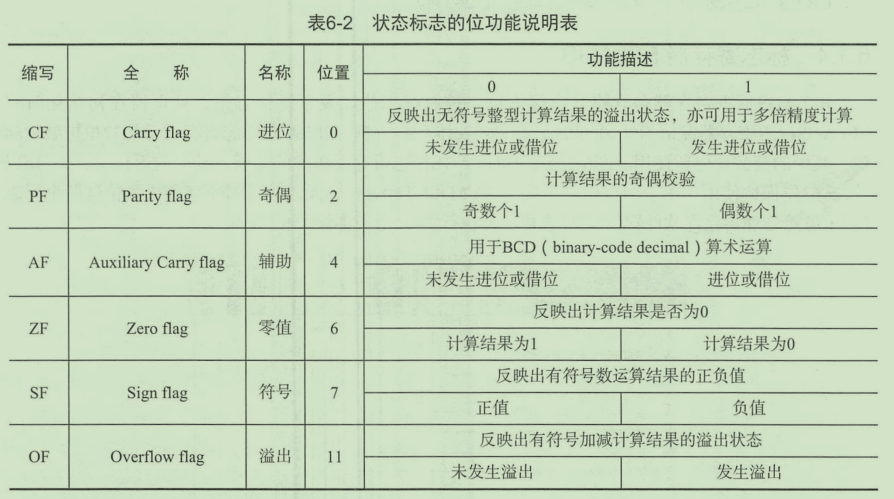 表6-2 状态标志的位功能说明表
缩写 全 称 名称 位置 功能描述
0 1
CF Carry flag 进位 0 反映出无符号整型计算结果的溢出状态，亦可用于多倍精度计算
未发生进位或借位 发生进位或借位
PF Parity flag 奇偶 2 计算结果的奇偶校验
奇数个1 偶数个1
AF Auxiliary Carry flag 辅助 4 用于BCD（binary-code decimal）算术运算
未发生进位或借位 进位或借位
ZF Zero flag 零值 6 反映出计算结果是否为0
计算结果为1 计算结果为0
SF Sign flag 符号 7 反映出有符号数运算结果的正负值
正值 负值
OF Overflow flag 溢出 11 反映出有符号加减计算结果的溢出状态
未发生溢出 发生溢出